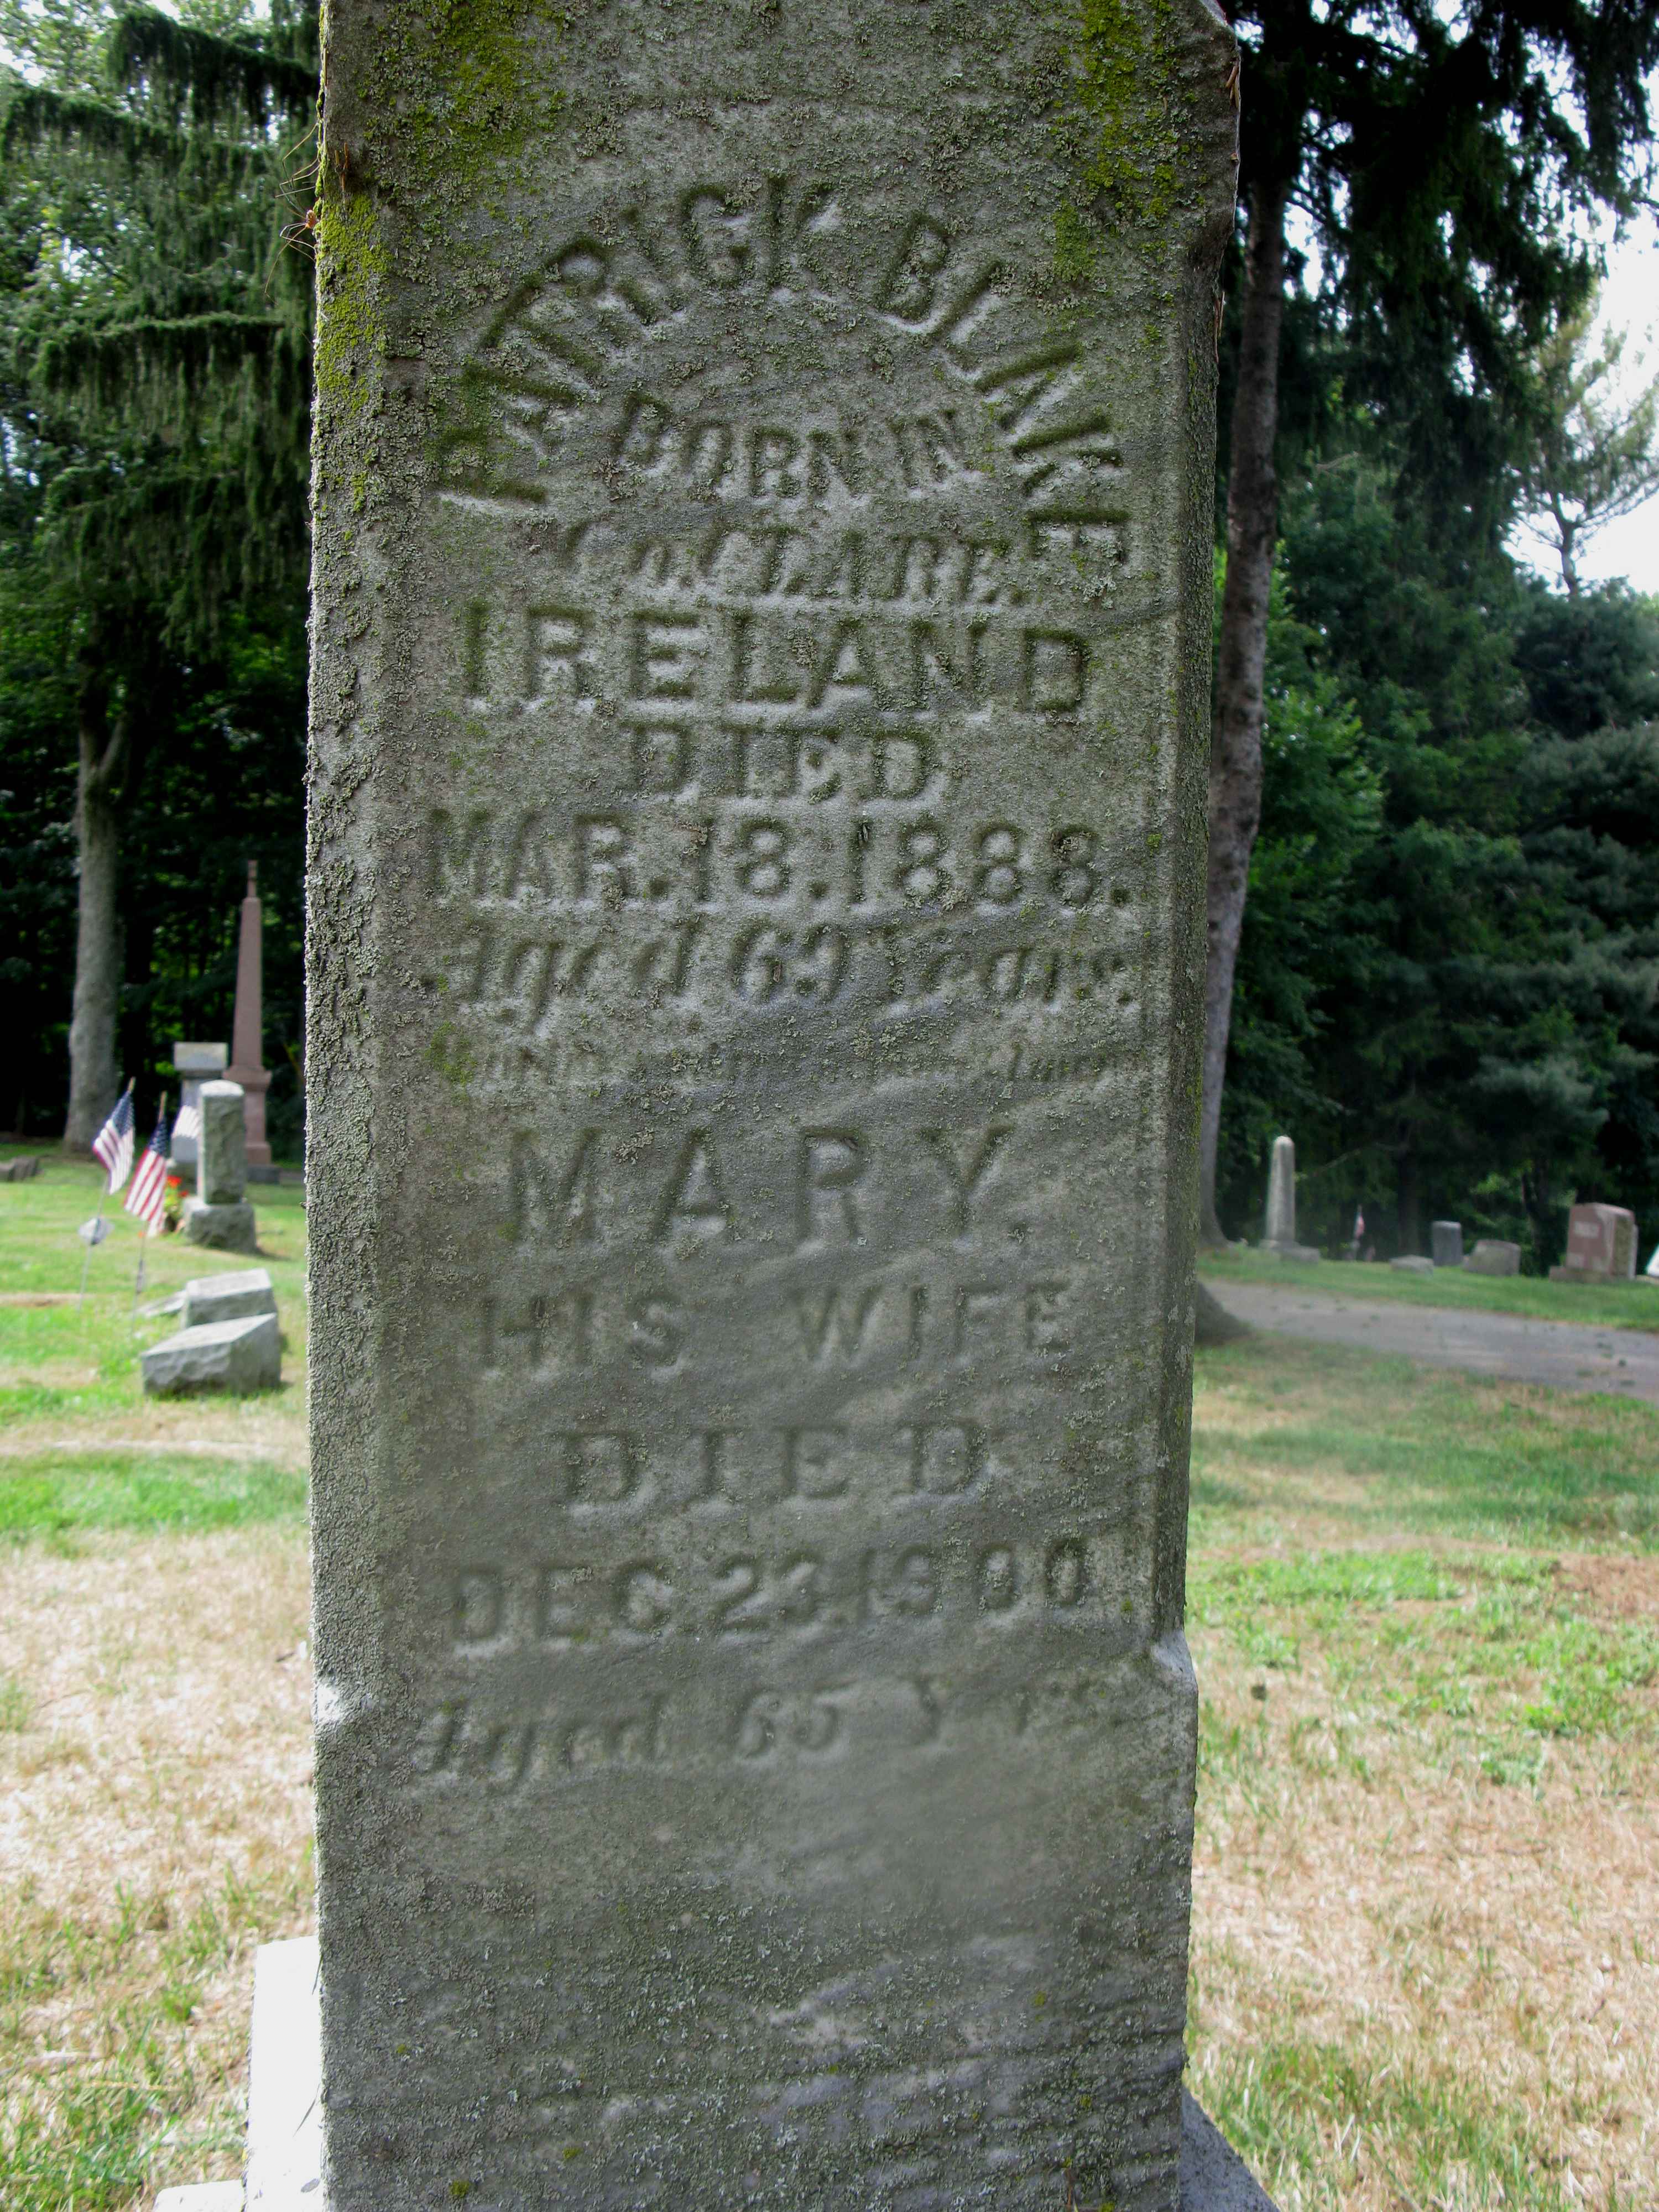 PATRICK BLAKE
BORN IN
Co. CLARE.
IRELAND
DIED
MAR. 18. 1888.
Aged 69 Years.
MARY.
HIS WIFE
DIED
DEC. 23. 1900
Aged 65 Yrs.